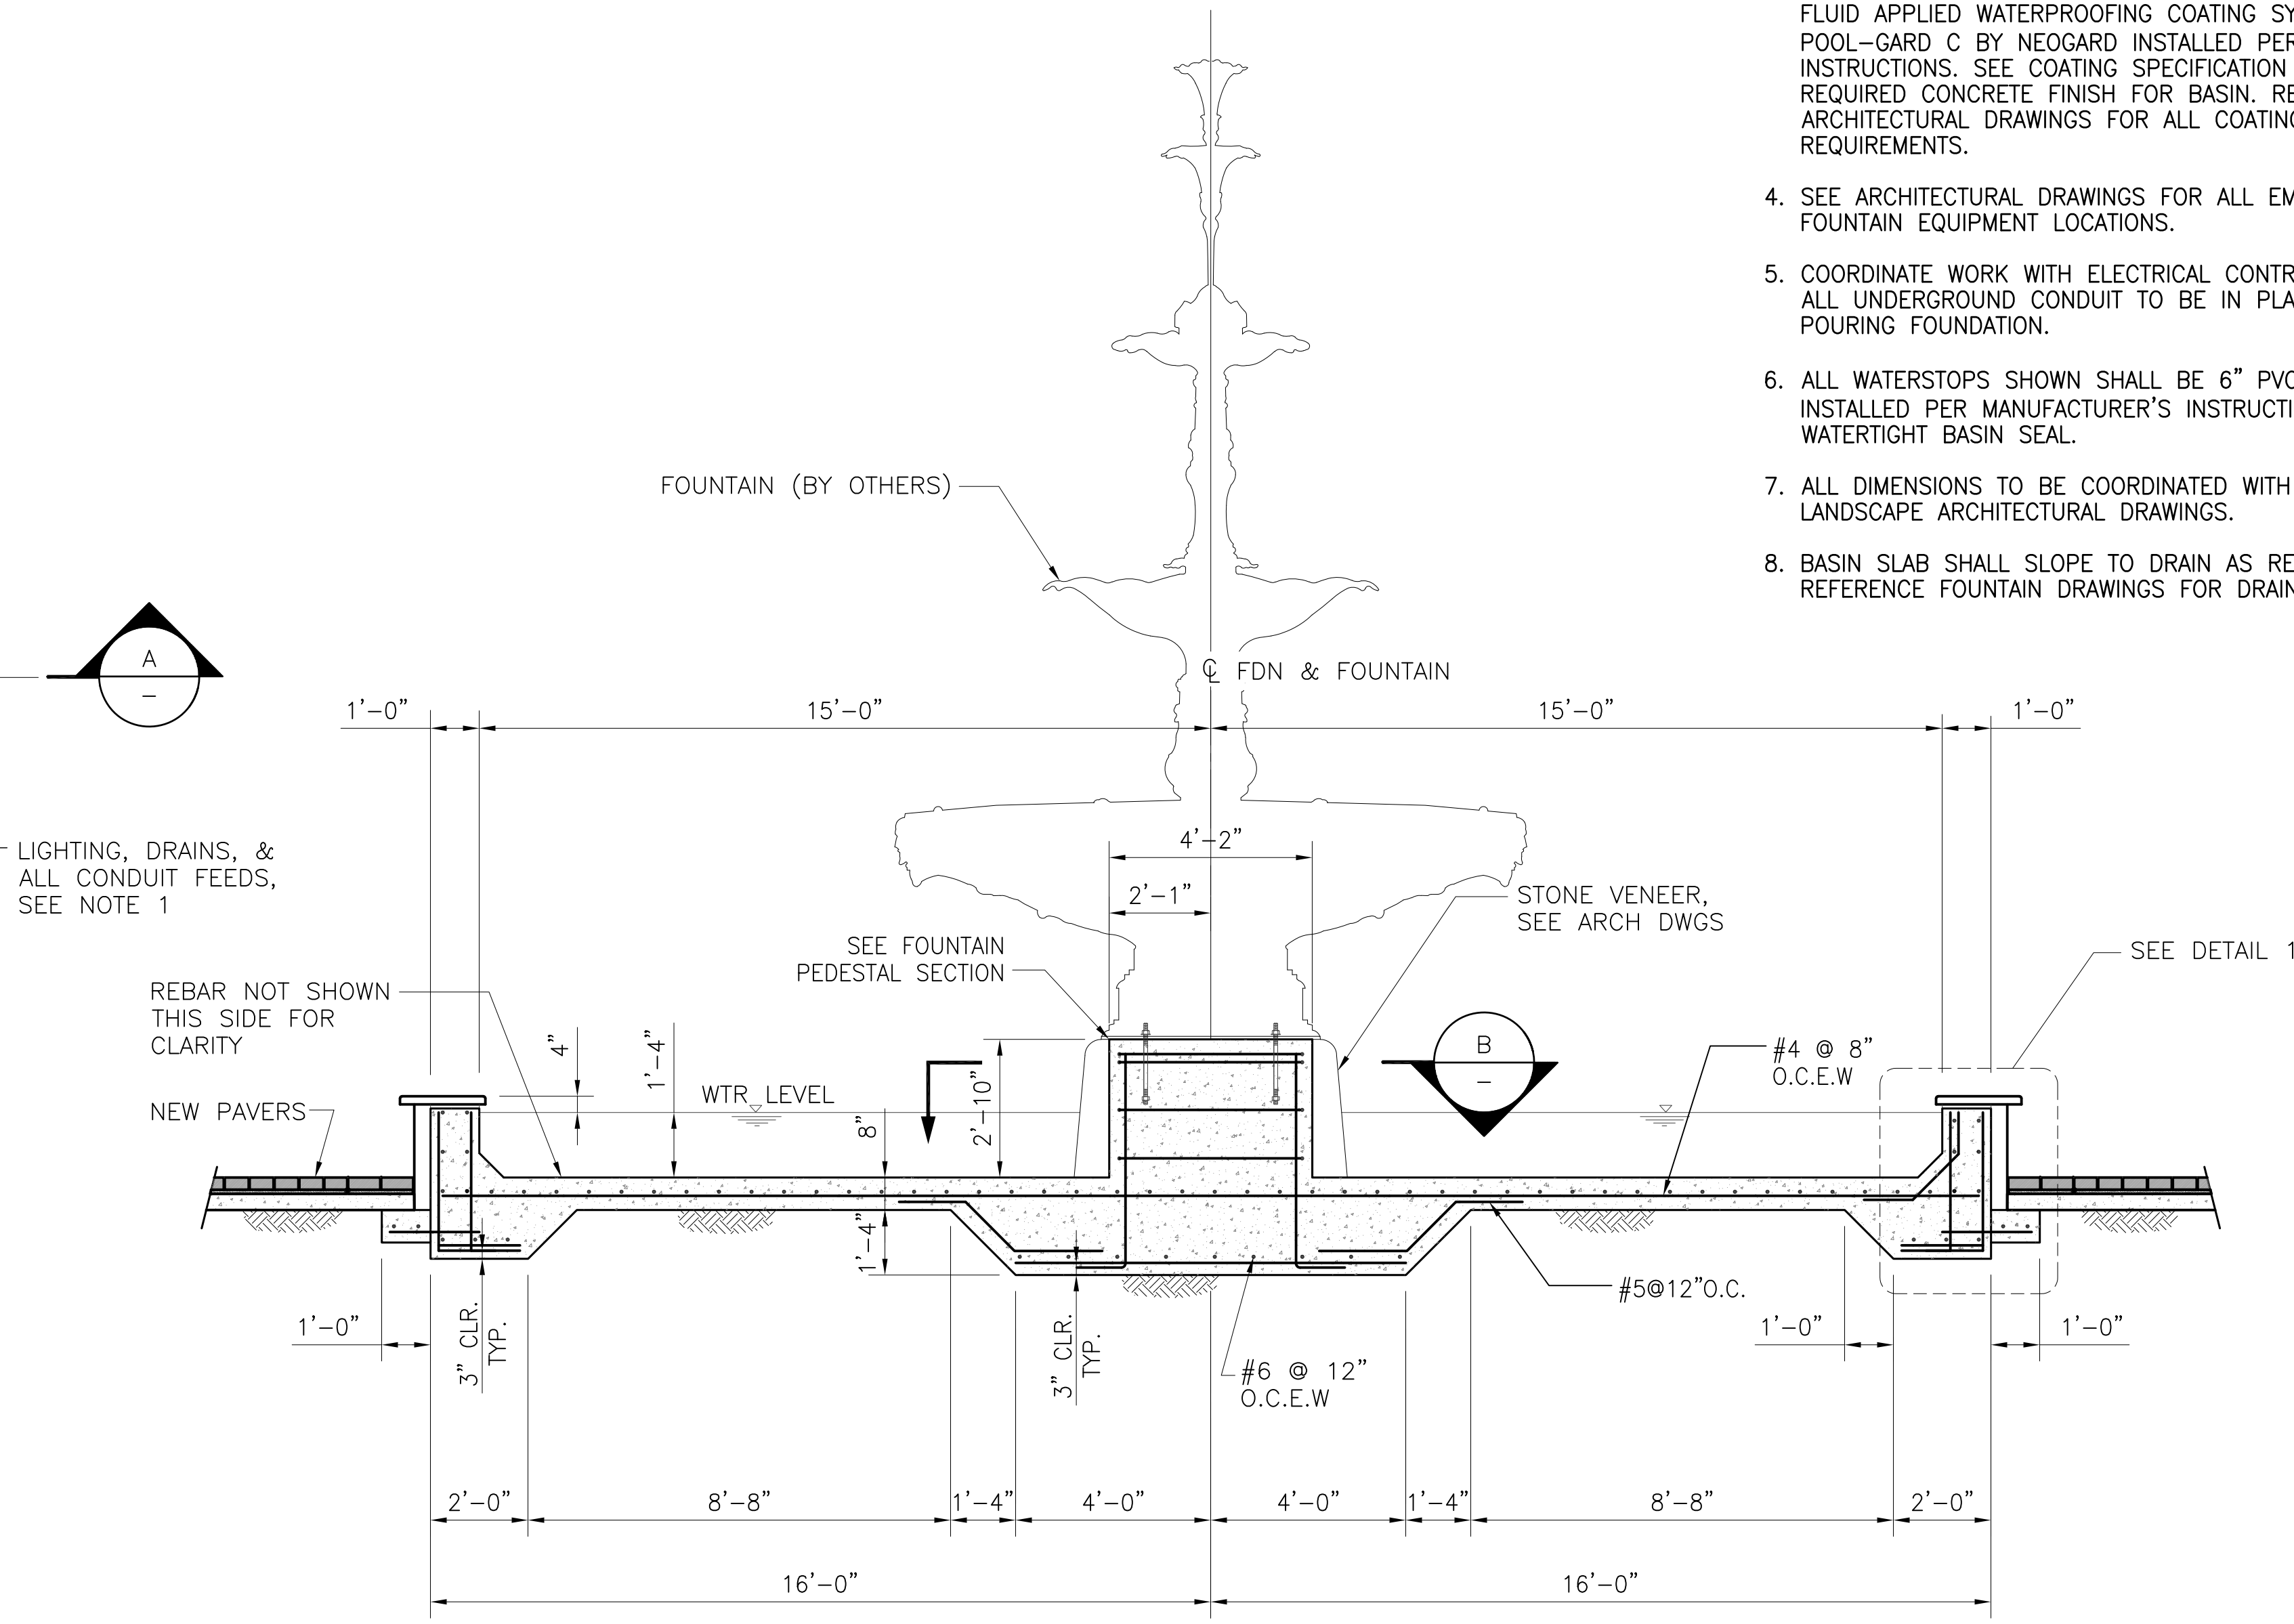 FLUID APPLIED WATERPROOFING COATING
POOL–GARD C BY NEOGARD INSTALLED PER
INSTRUCTIONS. SEE COATING SPECIFICATION
REQUIRED CONCRETE FINISH FOR BASIN.
ARCHITECTURAL DRAWINGS FOR ALL
REQUIREMENTS.
4. SEE ARCHITECTURAL DRAWINGS FOR ALL
FOUNTAIN EQUIPMENT LOCATIONS.
5. COORDINATE WORK WITH ELECTRICAL
ALL UNDERGROUND CONDUIT TO BE IN
POURING FOUNDATION.
6. ALL WATERSTOPS SHOWN SHALL BE 6" PVC
INSTALLED PER MANUFACTURER'S
WATERTIGHT BASIN SEAL.
7. ALL DIMENSIONS TO BE COORDINATED WITH
LANDSCAPE ARCHITECTURAL DRAWINGS.
8. BASIN SLAB SHALL SLOPE TO DRAIN AS
REFERENCE FOUNTAIN DRAWINGS FOR
FOUNTAIN (BY OTHERS)
A
–
℄ FDN & FOUNTAIN
1'–0"
15'–0"
15'–0"
1'–0"
LIGHTING, DRAINS, &
ALL CONDUIT FEEDS,
SEE NOTE 1
4'–2"
2'–1"
STONE VENEER,
SEE ARCH DWGS
SEE FOUNTAIN
PEDESTAL SECTION
SEE DETAIL 1
REBAR NOT SHOWN
THIS SIDE FOR
CLARITY
4"
1'–4"
WTR LEVEL
8"
2'–10"
B
–
#4 @ 8"
O.C.E.W
NEW PAVERS
1'–4"
#5@12"O.C.
1'–0"
3" CLR.
TYP.
3" CLR.
TYP.
#6 @ 12"
O.C.E.W
1'–0"
1'–0"
2'–0"
8'–8"
1'–4"
4'–0"
4'–0"
1'–4"
8'–8"
2'–0"
16'–0"
16'–0"